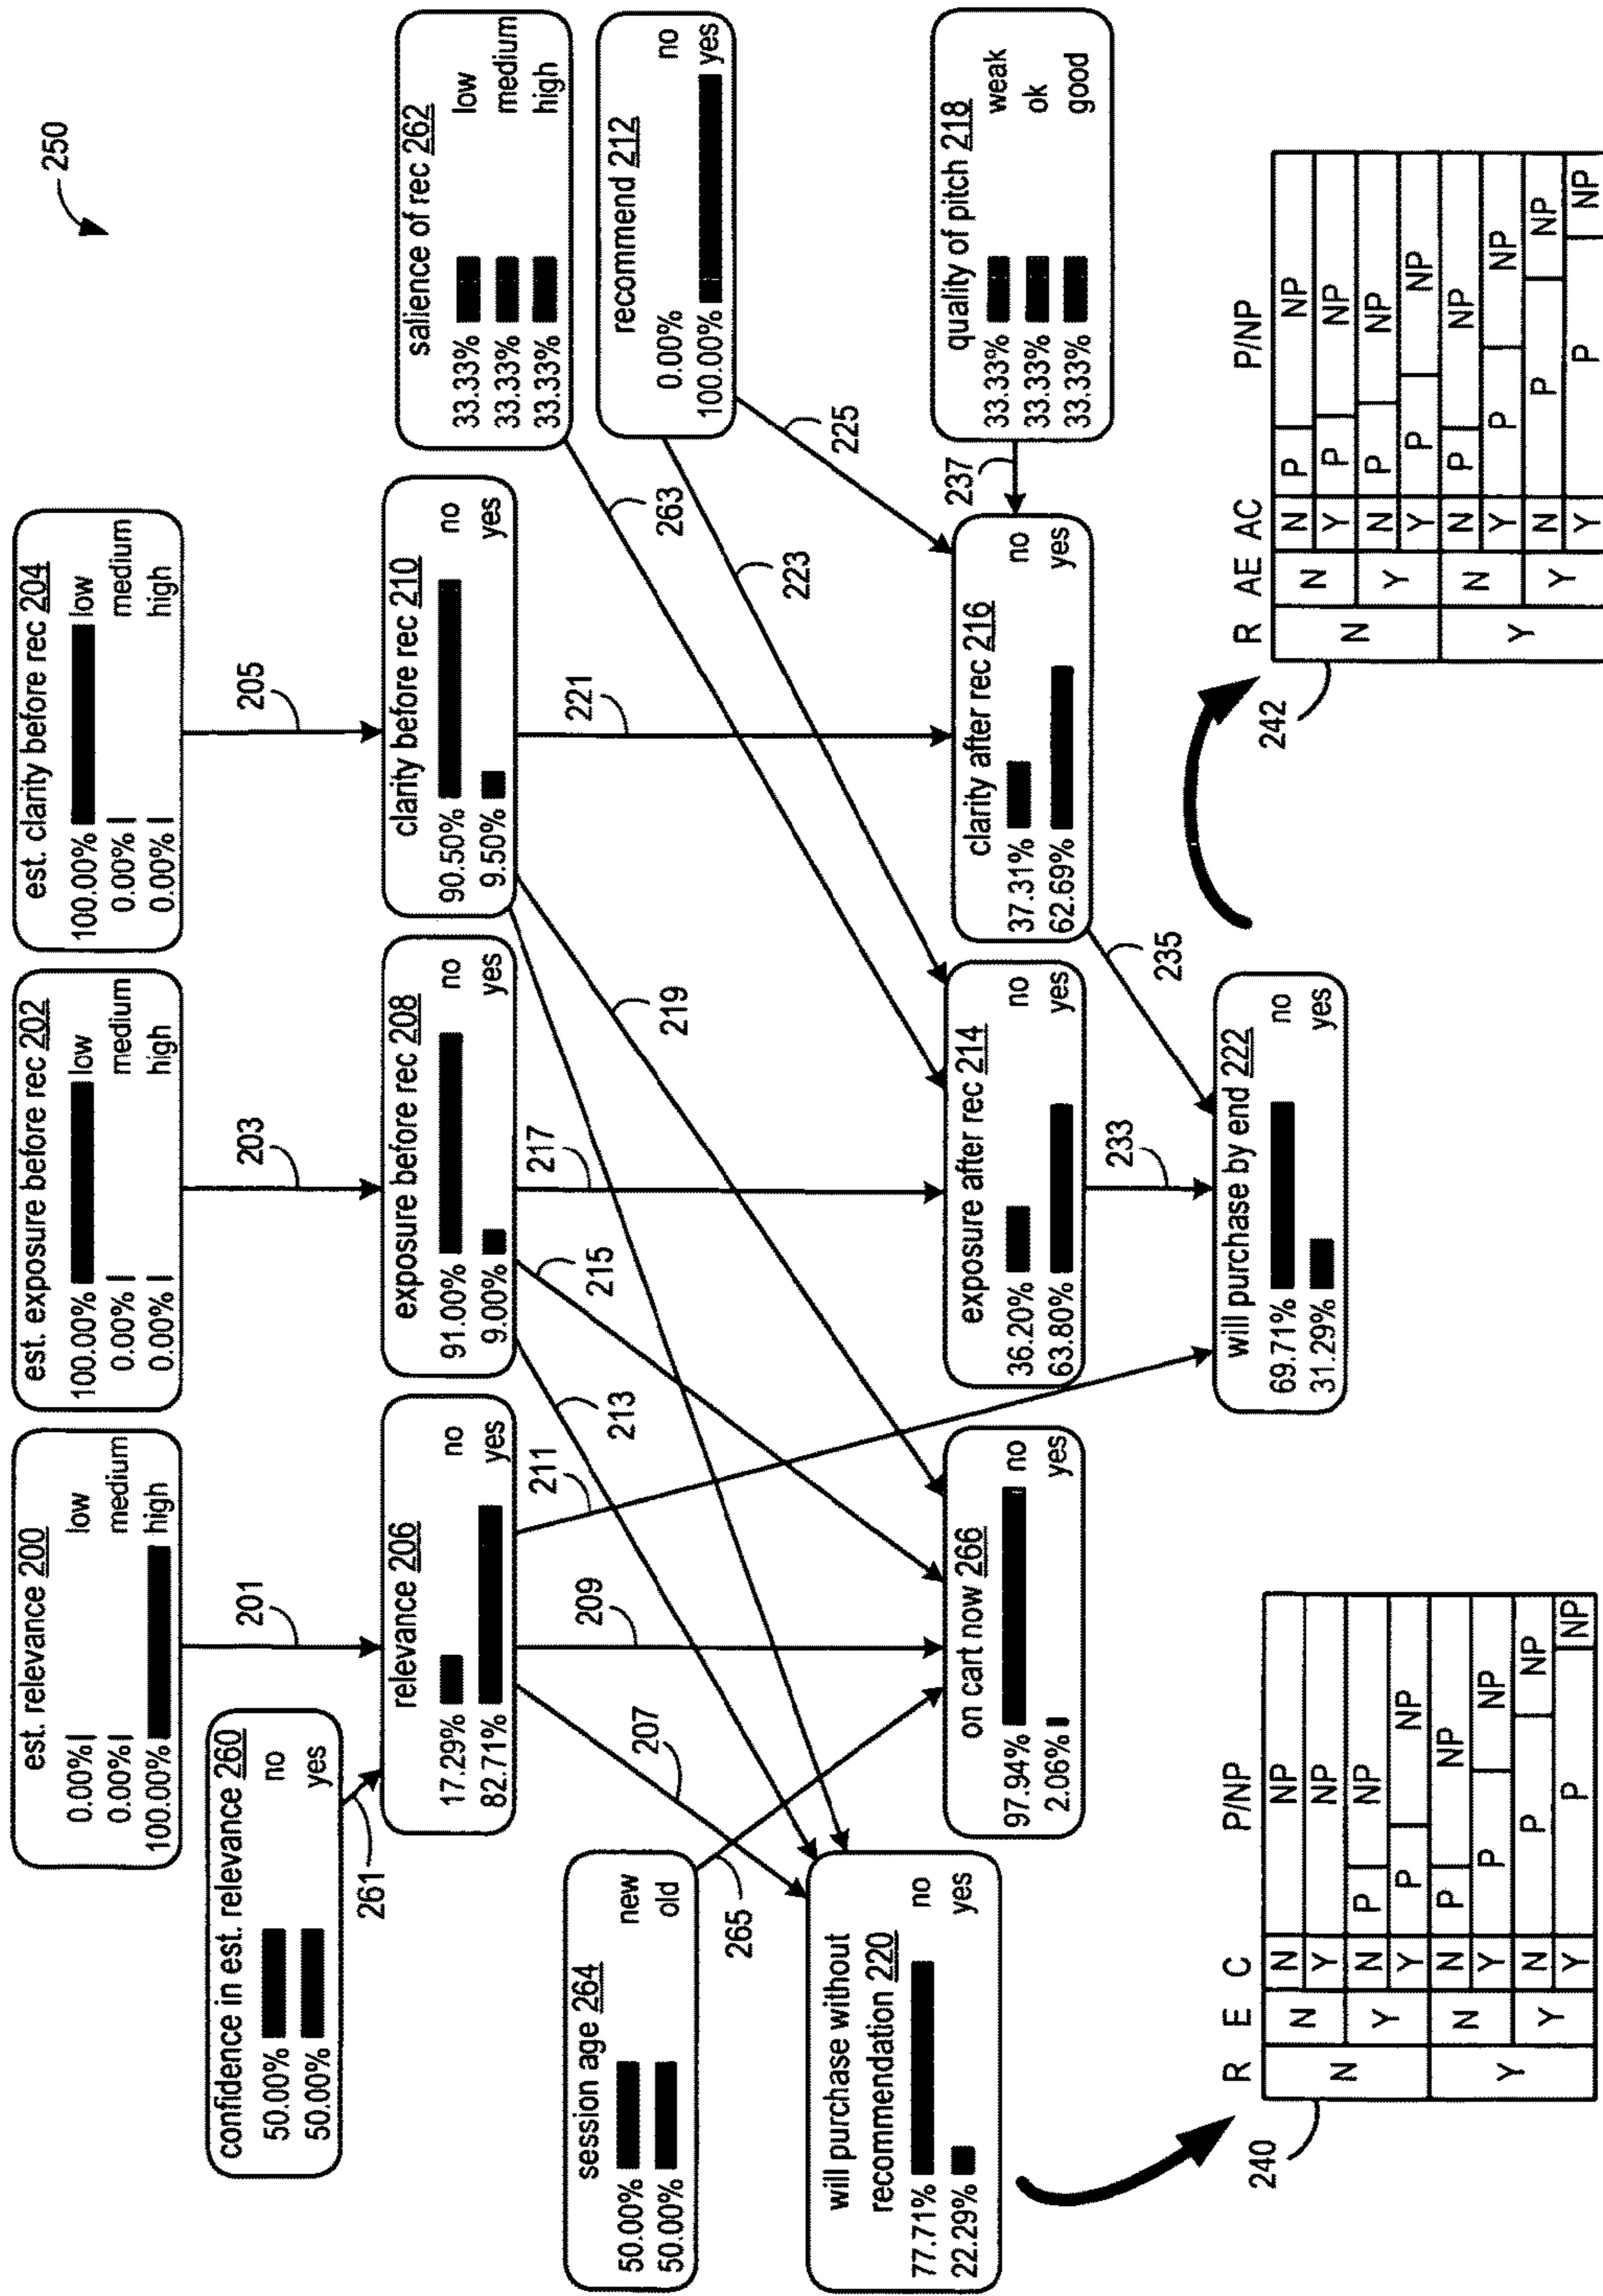 250
est. relevance 200
0.00% low
0.00% medium
100.00% high
est. exposure before rec 202
100.00% low
0.00% medium
0.00% high
est. clarity before rec 204
100.00% low
0.00% medium
0.00% high
201
203
205
confidence in est. relevance 260
50.00% no
50.00% yes
261
relevance 206
17.29% no
82.71% yes
exposure before rec 208
91.00% no
9.00% yes
clarity before rec 210
90.50% no
9.50% yes
salience of rec 262
33.33% low
33.33% medium
33.33% high
session age 264
50.00% new
50.00% old
207
209
211
213
215
217
219
221
263
223
recommend 212
0.00% no
100.00% yes
225
265
will purchase without
recommendation 220
77.71% no
22.29% yes
on cart now 266
97.94% no
2.06% yes
exposure after rec 214
36.20% no
63.80% yes
clarity after rec 216
37.31% no
62.69% yes
237
quality of pitch 218
33.33% weak
33.33% ok
33.33% good
233
235
will purchase by end 222
69.71% no
31.29% yes
240
R E C P/NP
N N N NP
Y NP
Y N P NP
Y P NP
Y N N P NP
Y P NP
Y N P NP
Y P NP
242
R AE AC P/NP
N N N P NP
Y P NP
Y N P NP
Y P NP
Y N N P NP
Y P NP
Y N P NP
Y P NP